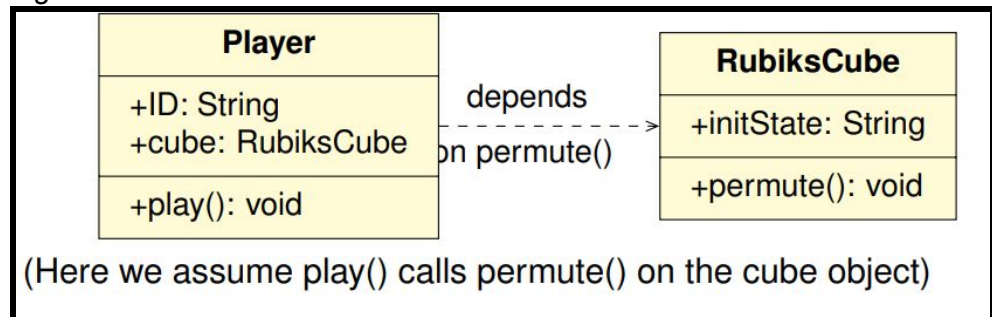 Player
+ID: String
+cube: RubiksCube
+play(): void
depends
on permute()
RubiksCube
+initState: String
+permute(): void
(Here we assume play() calls permute() on the cube object)